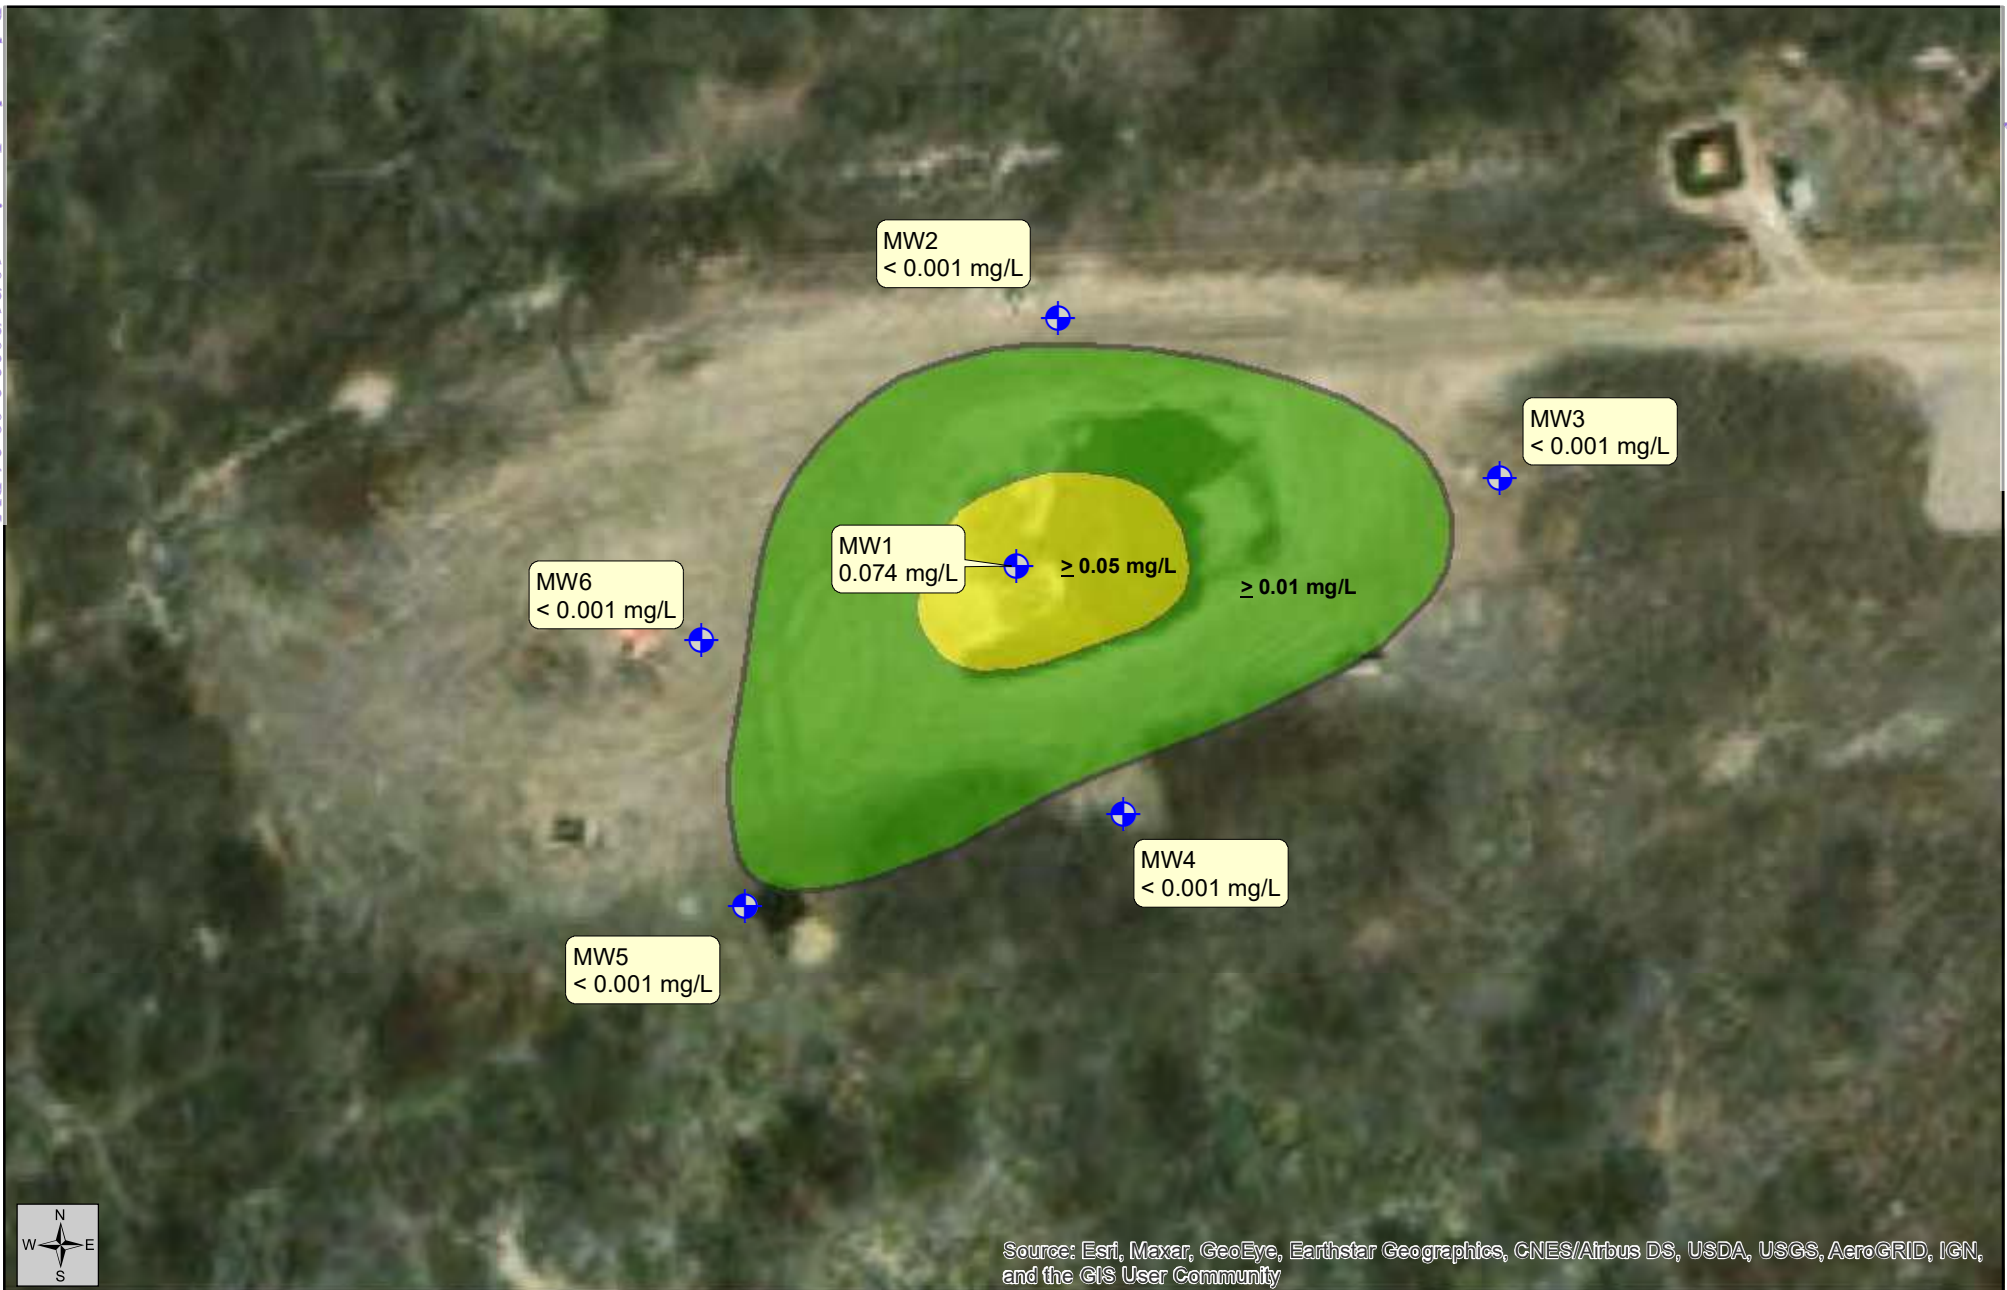 MW2
< 0.001 mg/L
MW3
< 0.001 mg/L
MW1
0.074 mg/L
≥ 0.05 mg/L
≥ 0.01 mg/L
MW6
< 0.001 mg/L
MW4
< 0.001 mg/L
MW5
< 0.001 mg/L
N
W E
S
Source: Esri, Maxar, GeoEye, Earthstar Geographics, CNES/Airbus DS, USDA, USGS, AeroGRID, IGN,
and the GIS User Community